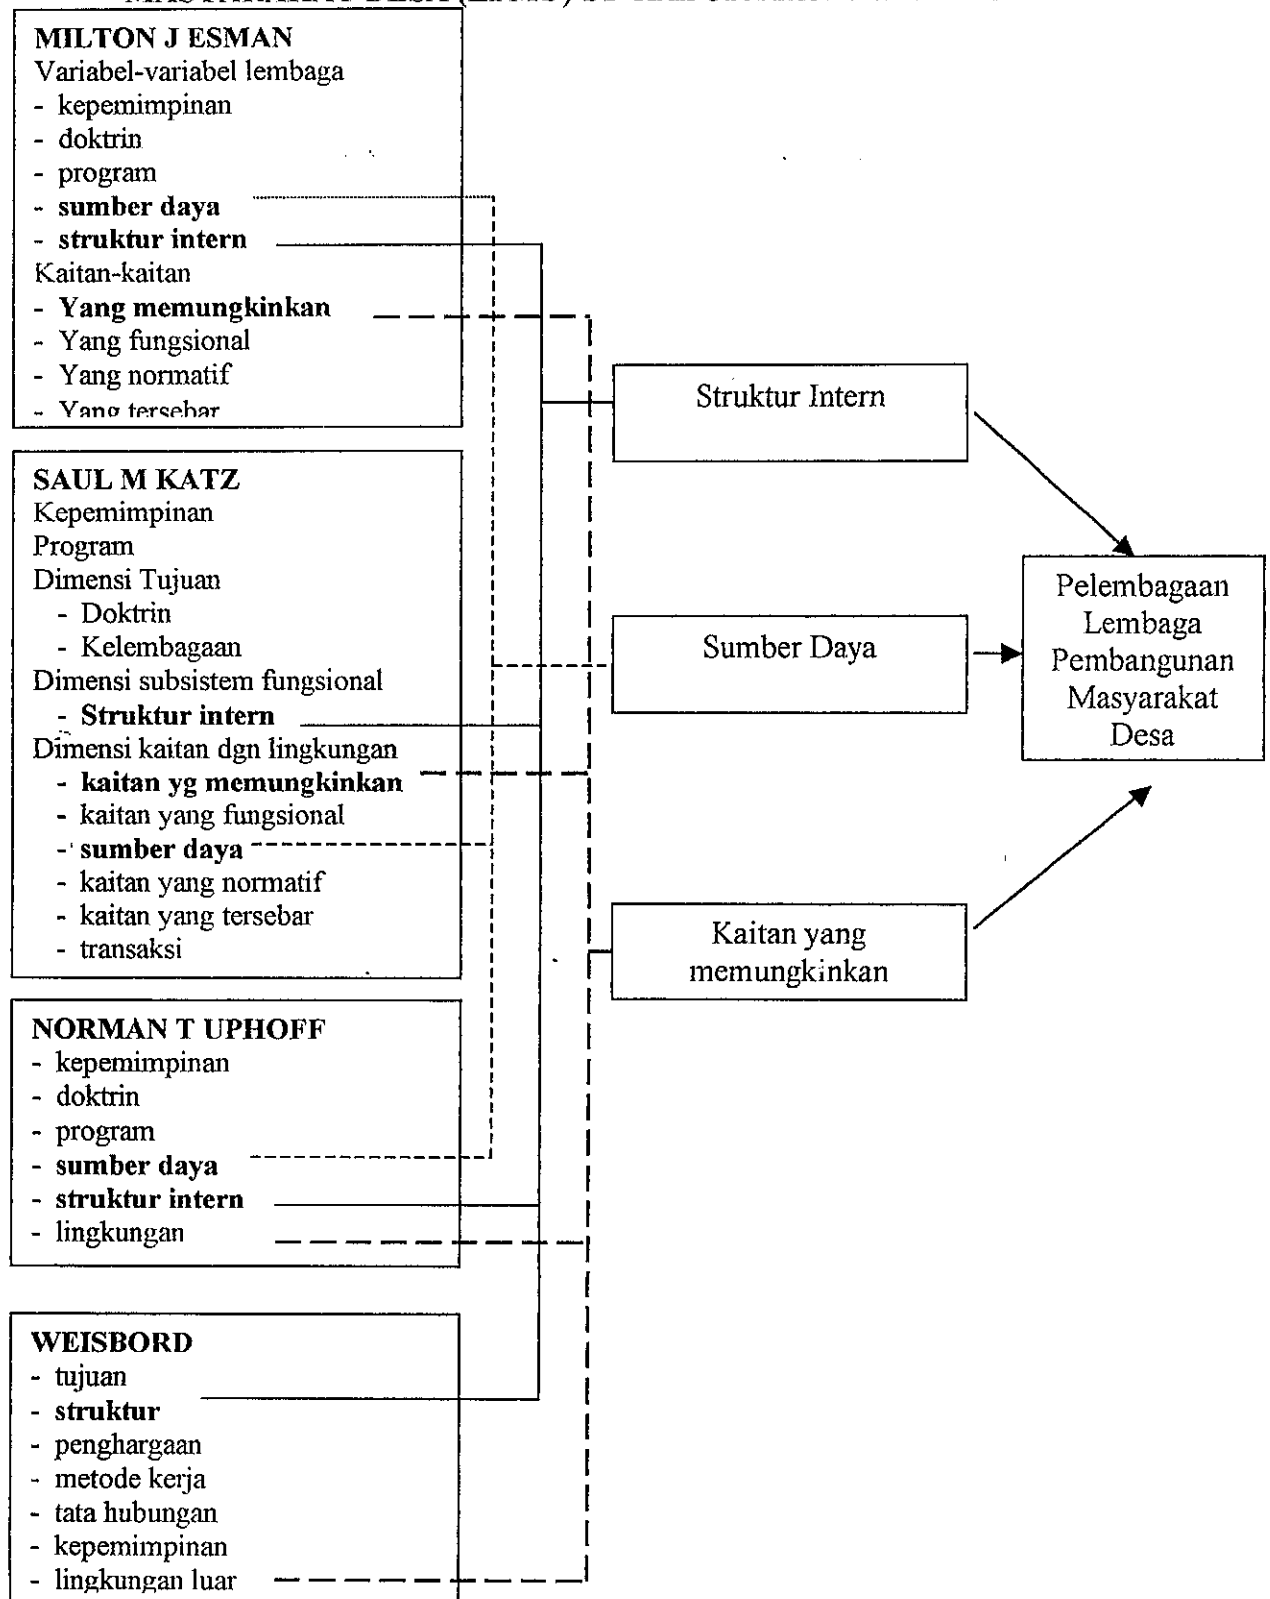 MILTON J ESMAN
Variabel-variabel lembaga
- kepemimpinan
- doktrin
- program
- sumber daya
- struktur intern
Kaitan-kaitan
- Yang memungkinkan
- Yang fungsional
- Yang normatif
- Yang tersebar
SAUL M KATZ
Kepemimpinan
Program
Dimensi Tujuan
- Doktrin
- Kelembagaan
Dimensi subsistem fungsional
- Struktur intern
Dimensi kaitan dgn lingkungan
- kaitan yg memungkinkan
- kaitan yang fungsional
- sumber daya
- kaitan yang normatif
- kaitan yang tersebar
- transaksi
NORMAN T UPHOFF
- kepemimpinan
- doktrin
- program
- sumber daya
- struktur intern
- lingkungan
WEISBORD
- tujuan
- struktur
- penghargaan
- metode kerja
- tata hubungan
- kepemimpinan
- lingkungan luar
Struktur Intern
Sumber Daya
Kaitan yang
memungkinkan
Pelembagaan
Lembaga
Pembangunan
Masyarakat
Desa